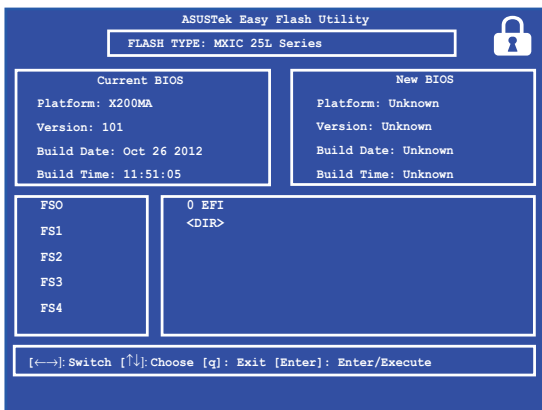 ASUSTek Easy Flash Utility
FLASH TYPE: MXIC 25L Series
Current BIOS
Platform: X200MA
Version: 101
Build Date: Oct 26 2012
Build Time: 11:51:05
New BIOS
Platform: Unknown
Version: Unknown
Build Date: Unknown
Build Time: Unknown
FSO
FS1
FS2
FS3
FS4
0 EFI
<DIR>
[←→]: Switch [↑↓]: Choose [q]: Exit [Enter]: Enter/Execute